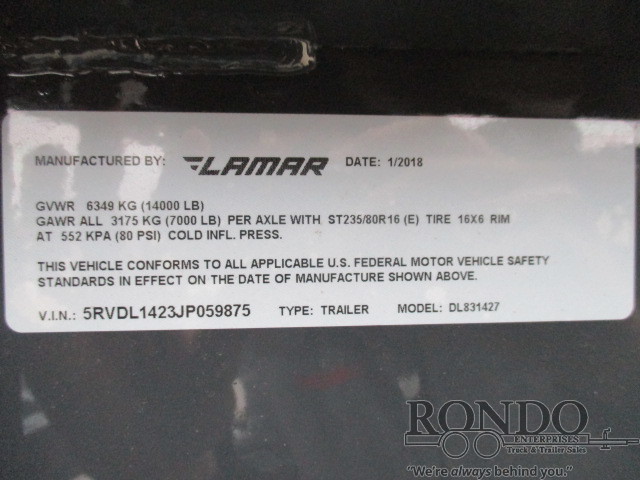 MANUFACTURED BY: LAMAR DATE: 1/2018
GVWR 6349 KG (14000 LB)
GAWR ALL 3175 KG (7000 LB) PER AXLE WITH ST235/80R16 (E) TIRE 16X6 RIM
AT 552 KPA (80 PSI) COLD INFL. PRESS.
THIS VEHICLE CONFORMS TO ALL APPLICABLE U.S. FEDERAL MOTOR VEHICLE SAFETY
STANDARDS IN EFFECT ON THE DATE OF MANUFACTURE SHOWN ABOVE.
V.I.N.: 5RVDL1423JP059875 TYPE: TRAILER MODEL: DL831427
RONDO
ENTERPRISES
Truck & Trailer Sales
"We're always behind you."